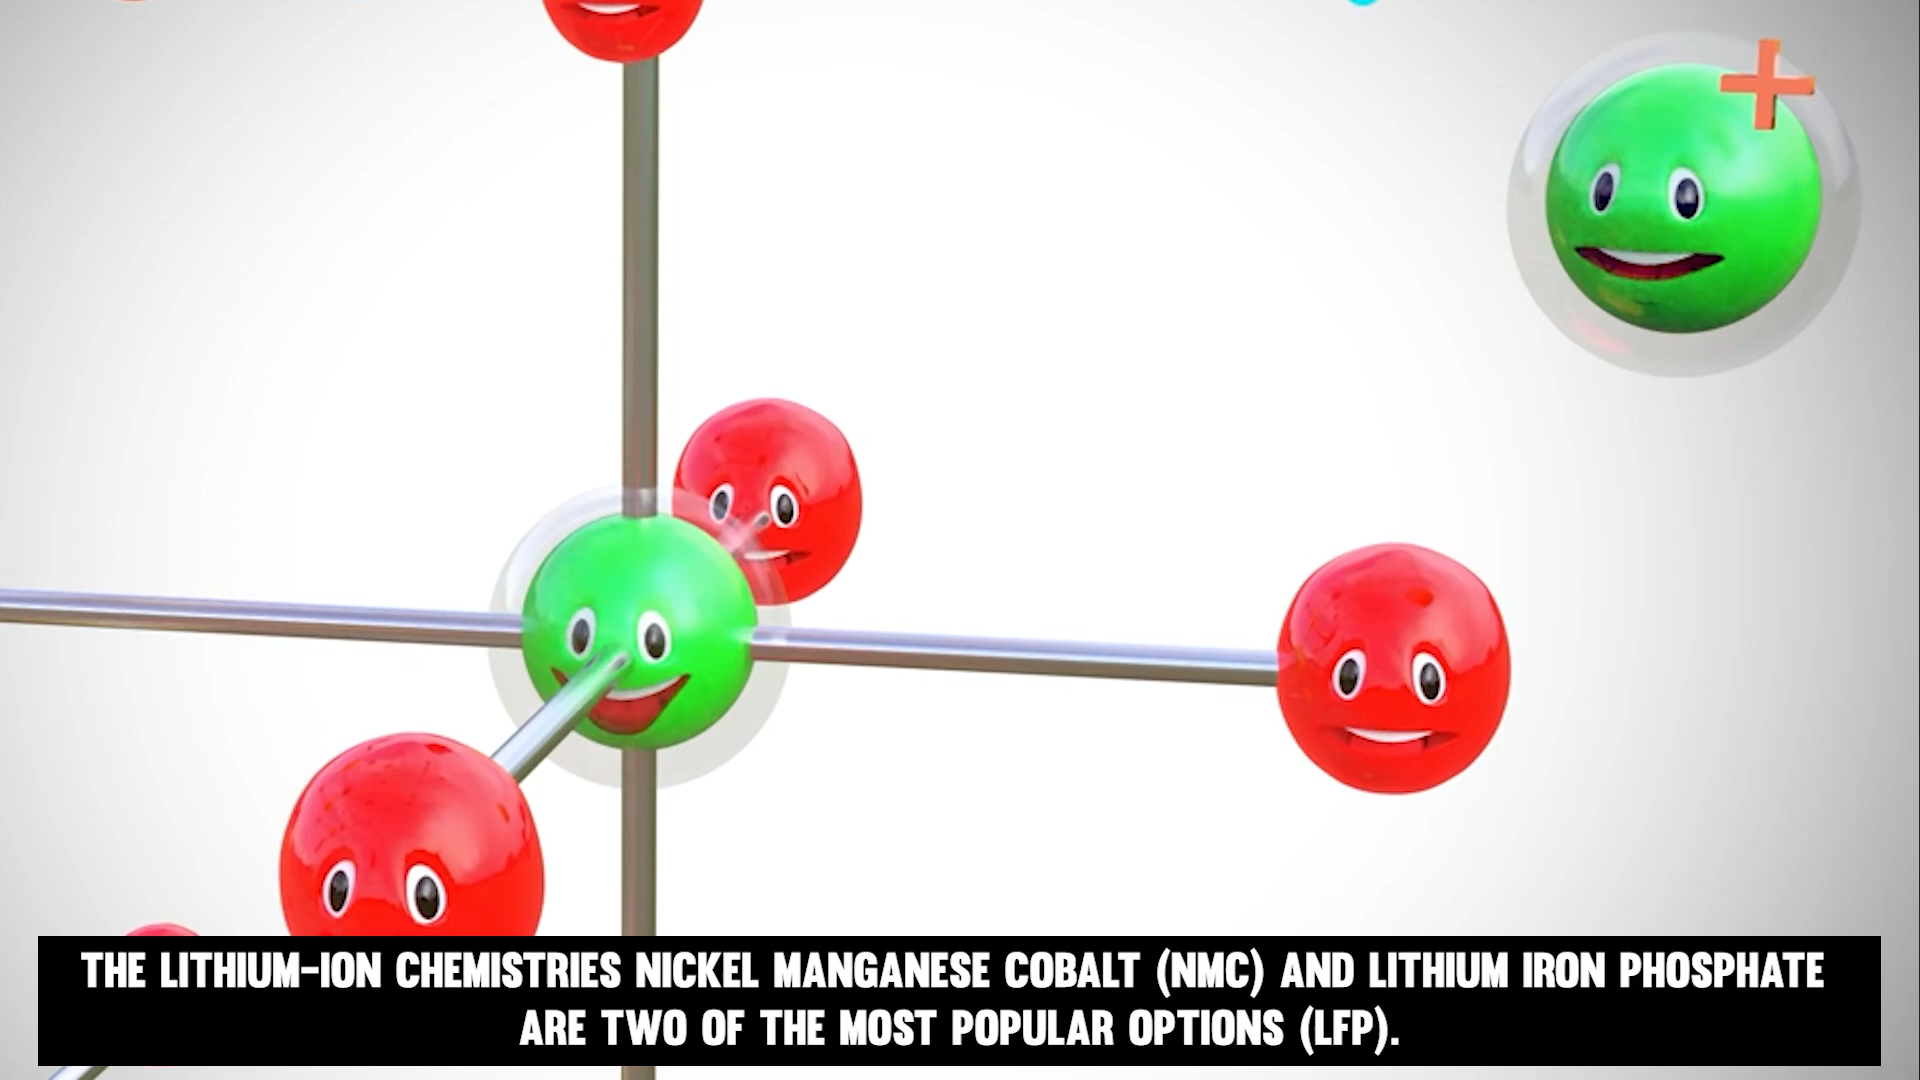 THE LITHIUM-ION CHEMISTRIES NICKEL MANGANESE COBALT (NMC) AND LITHIUM IRON PHOSPHATE
ARE TWO OF THE MOST POPULAR OPTIONS (LFP).